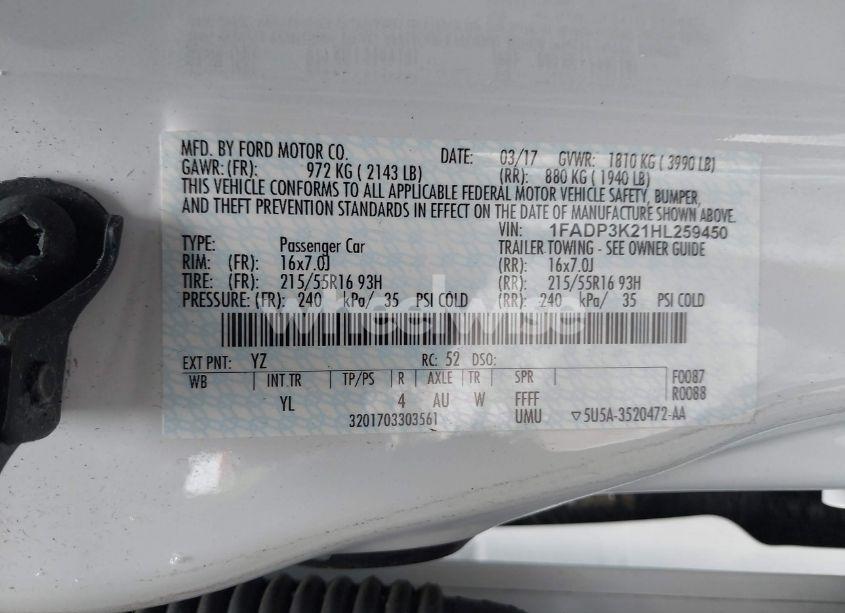 MFD. BY FORD MOTOR CO. DATE: 03/17 GVWR: 1810 KG ( 3990 LB)
GAWR: (FR): 972 KG ( 2143 LB) (RR): 880 KG ( 1940 LB)
THIS VEHICLE CONFORMS TO ALL APPLICABLE FEDERAL MOTOR VEHICLE SAFETY, BUMPER,
AND THEFT PREVENTION STANDARDS IN EFFECT ON THE DATE OF MANUFACTURE SHOWN ABOVE.
VIN: 1FADP3K21HL259450
TYPE: Passenger Car TRAILER TOWING - SEE OWNER GUIDE
RIM: (FR): 16x7.0J (RR): 16x7.0J
TIRE: (FR): 215/55R16 93H (RR): 215/55R16 93H
PRESSURE: (FR): 240 kPa/ 35 PSI COLD (RR): 240 kPa/ 35 PSI COLD
wheelwise
EXT PNT: YZ RC: 52 DSO:
WB INT TR TP/PS R AXLE TR SPR F0087
YL 4 AU W FFFF R0088
3201703303561 UMU ▽5U5A-3520472-AA